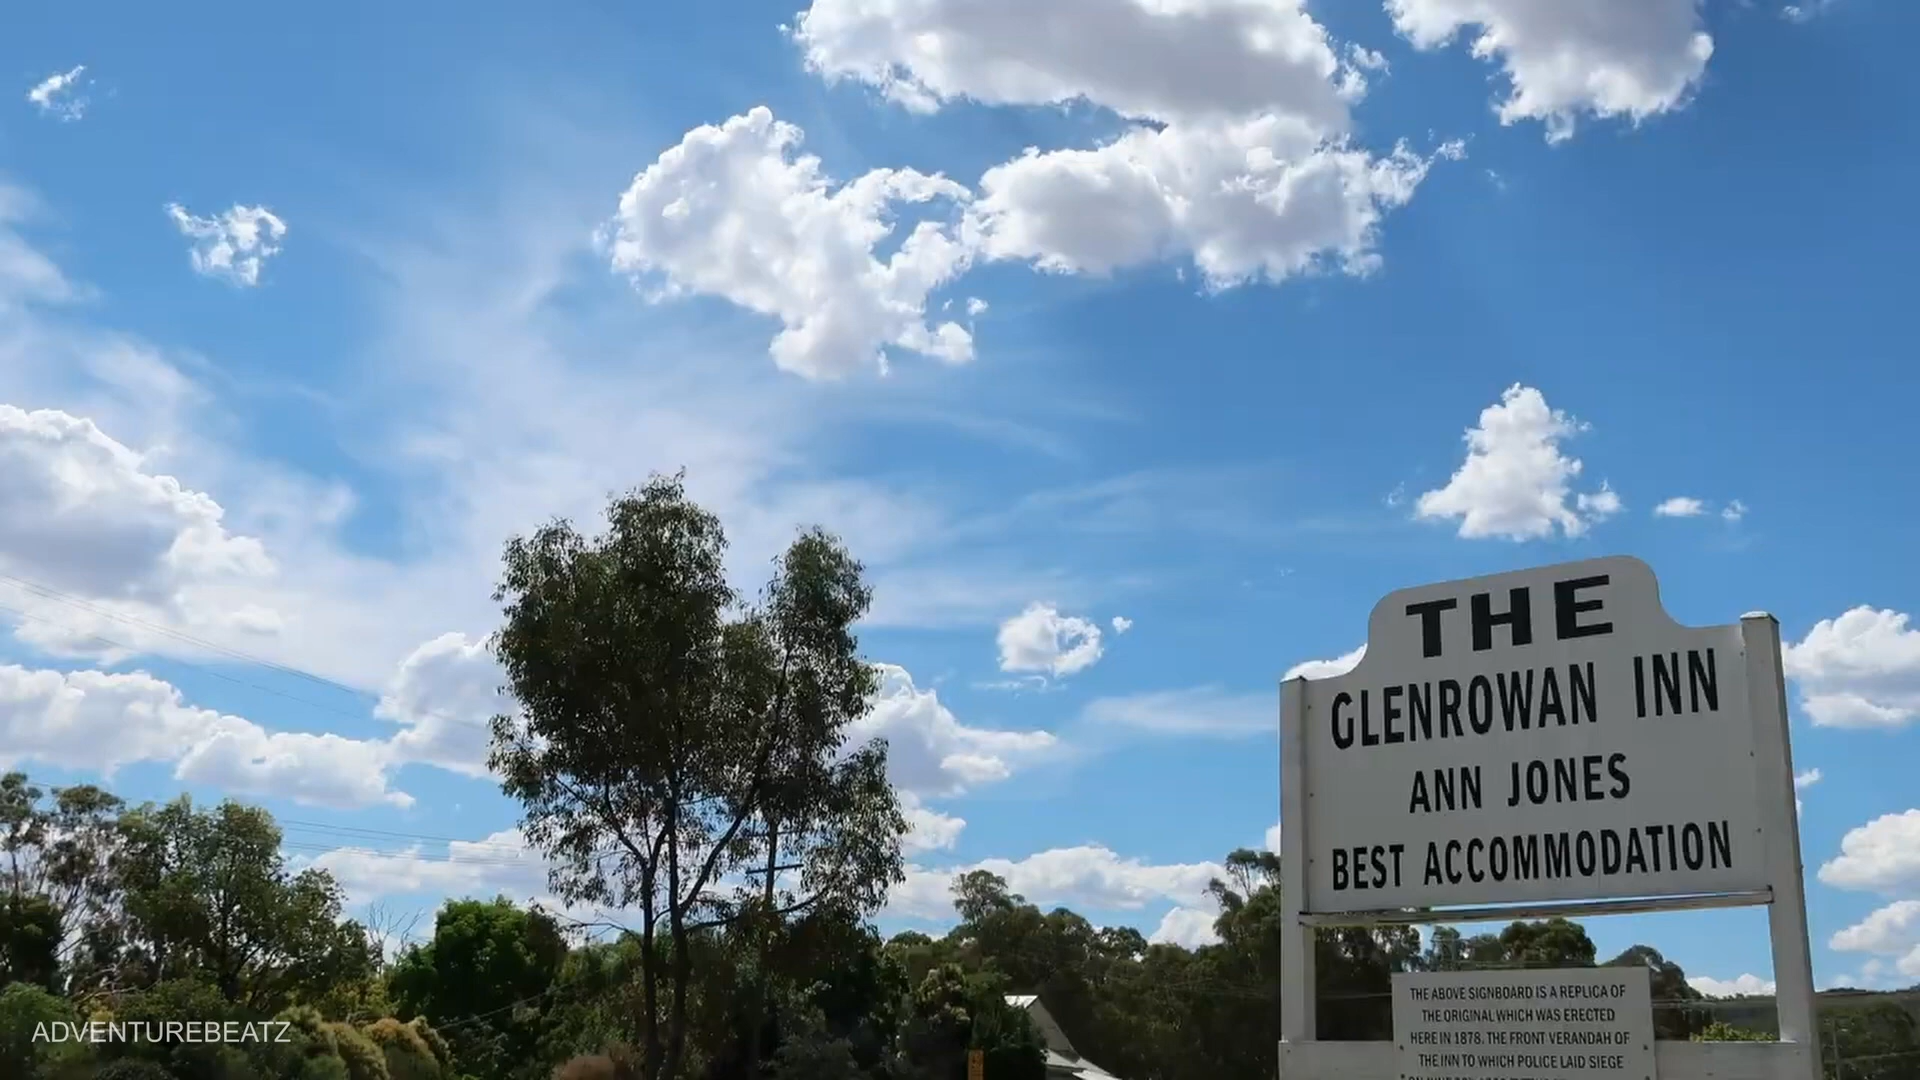 THE
GLENROWAN INN
ANN JONES
BEST ACCOMMODATION
THE ABOVE SIGNBOARD IS A REPLICA OF
THE ORIGINAL WHICH WAS ERECTED
HERE IN 1878. THE FRONT VERANDAH OF
THE INN TO WHICH POLICE LAID SIEGE
ADVENTUREBEATZ